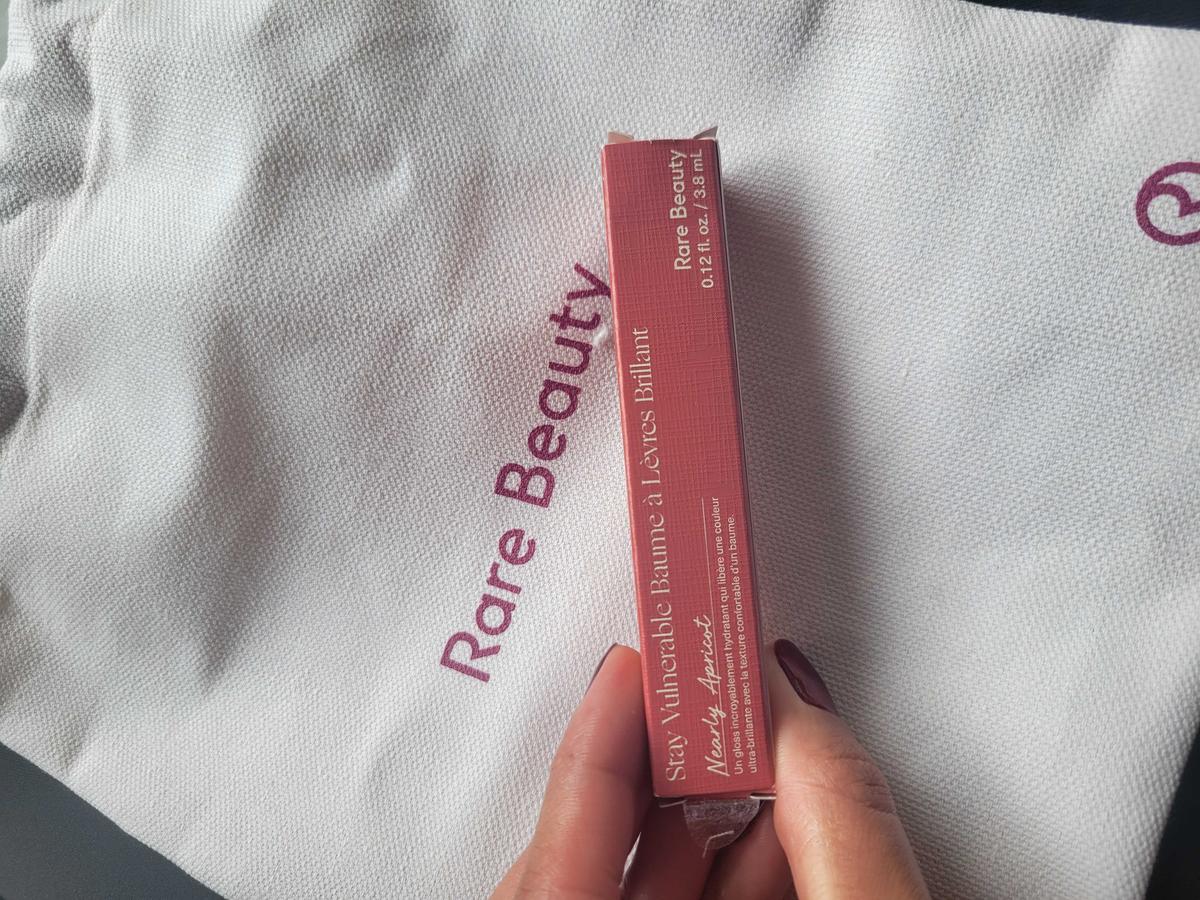 Rare Beauty
Stay Vulnerable Baume à Lèvres Brillant
Rare Beauty
0.12 fl. oz. / 3.8 mL
Nearly Apricot
Un gloss incroyablement hydratant qui libère une couleur
ultra-brillante avec la texture confortable d'un baume.
R